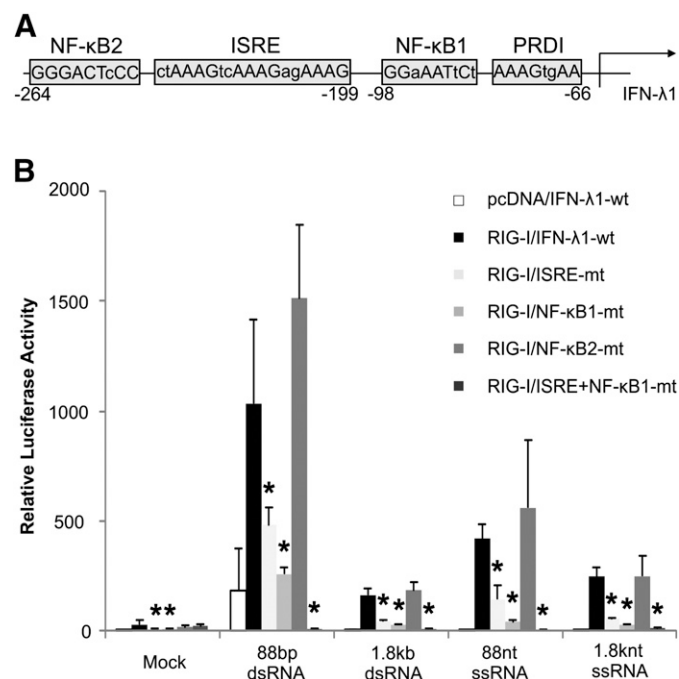 A
NF-κB2 ISRE NF-κB1 PRDI
GGGACTcCC ctAAAGtcAAAGagAAAG GGaAATtCt AAAGtgAA
-264 -199 -98 -66 IFN-λ1
B
Relative Luciferase Activity
2000
1500
1000
500
0
pcDNA/IFN-λ1-wt
RIG-I/IFN-λ1-wt
RIG-I/ISRE-mt
RIG-I/NF-κB1-mt
RIG-I/NF-κB2-mt
RIG-I/ISRE+NF-κB1-mt
** * * * * * * * * * * * *
Mock 88bp 1.8kb 88nt 1.8knt
dsRNA dsRNA ssRNA ssRNA